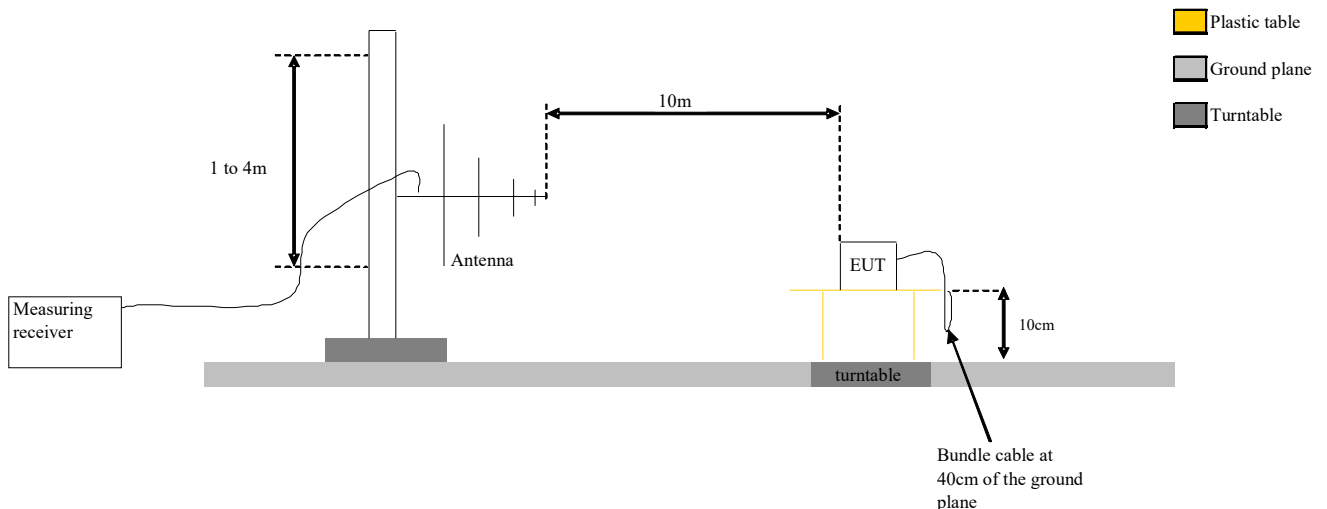 Plastic table
Ground plane
Turntable
10m
1 to 4m
Antenna
EUT
Measuring
receiver
10cm
turntable
Bundle cable at
40cm of the ground
plane